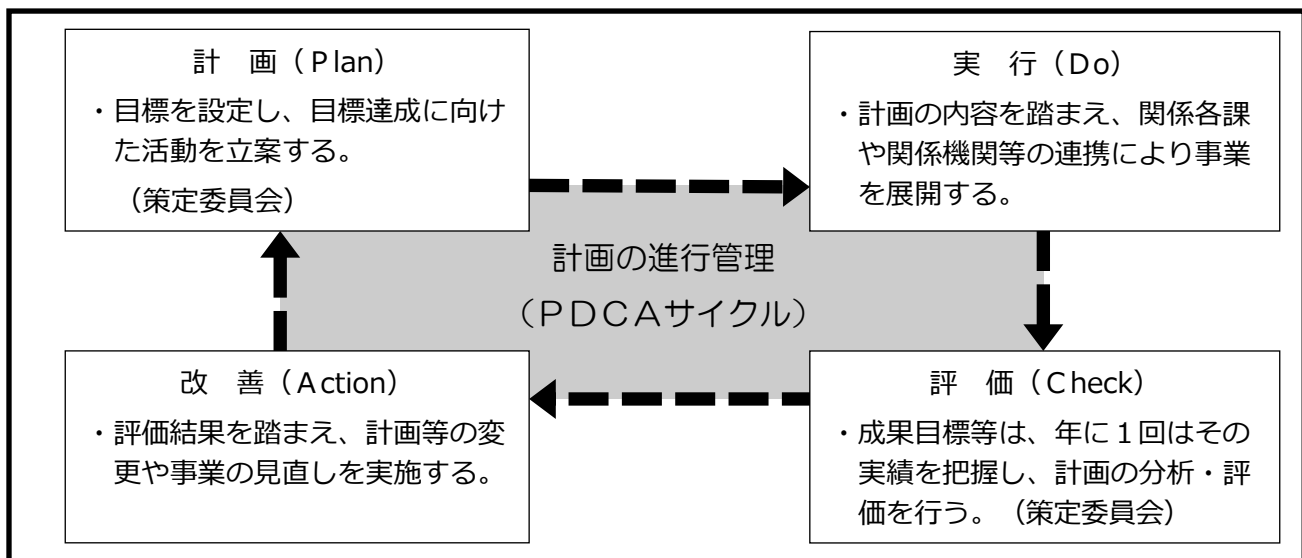 計　画（Plan）
・目標を設定し、目標達成に向け
た活動を立案する。
（策定委員会）
実　行（Do）
・計画の内容を踏まえ、関係各課
や関係機関等の連携により事業
を展開する。
計画の進行管理
（ＰＤＣＡサイクル）
改　善（Action）
・評価結果を踏まえ、計画等の変
更や事業の見直しを実施する。
評　価（Check）
・成果目標等は、年に１回はその
実績を把握し、計画の分析・評
価を行う。（策定委員会）